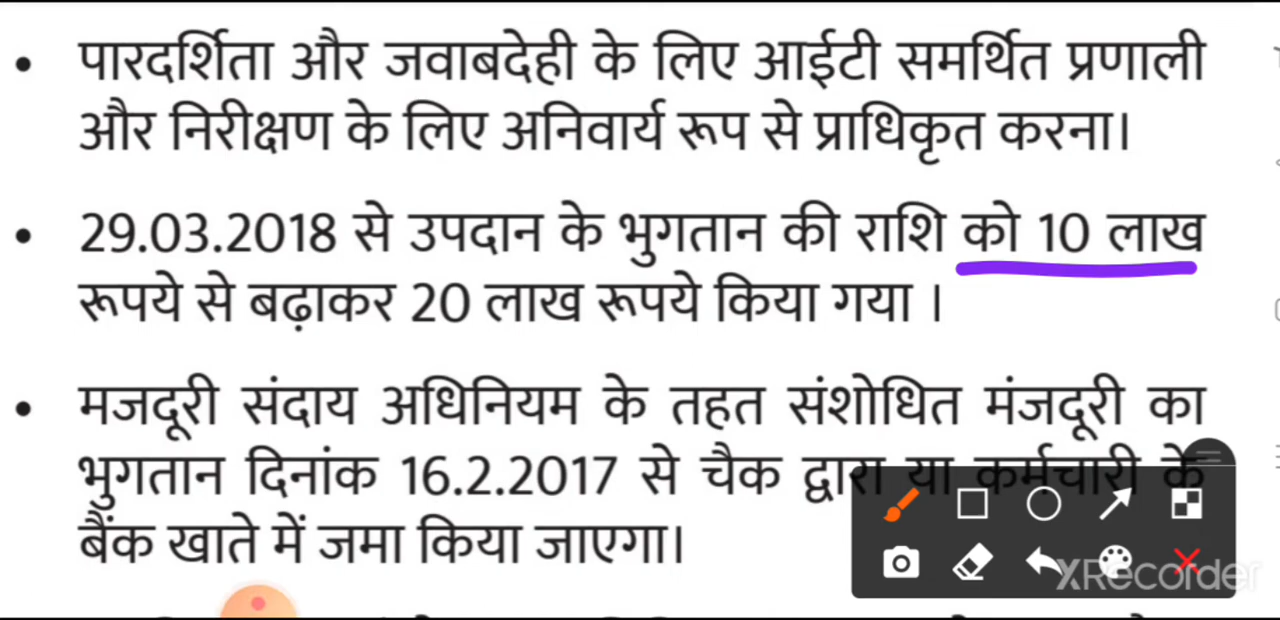 • पारदर्शिता और जवाबदेही के लिए आईटी समर्थित प्रणाली
और निरीक्षण के लिए अनिवार्य रूप से प्राधिकृत करना।
• 29.03.2018 से उपदान के भुगतान की राशि को 10 लाख
रूपये से बढ़ाकर 20 लाख रूपये किया गया ।
• मजदूरी संदाय अधिनियम के तहत संशोधित मंजदूरी का
भुगतान दिनांक 16.2.2017 से चैक द्वारा या कर्मचारी के
बैंक खाते में जमा किया जाएगा।
XRecorder